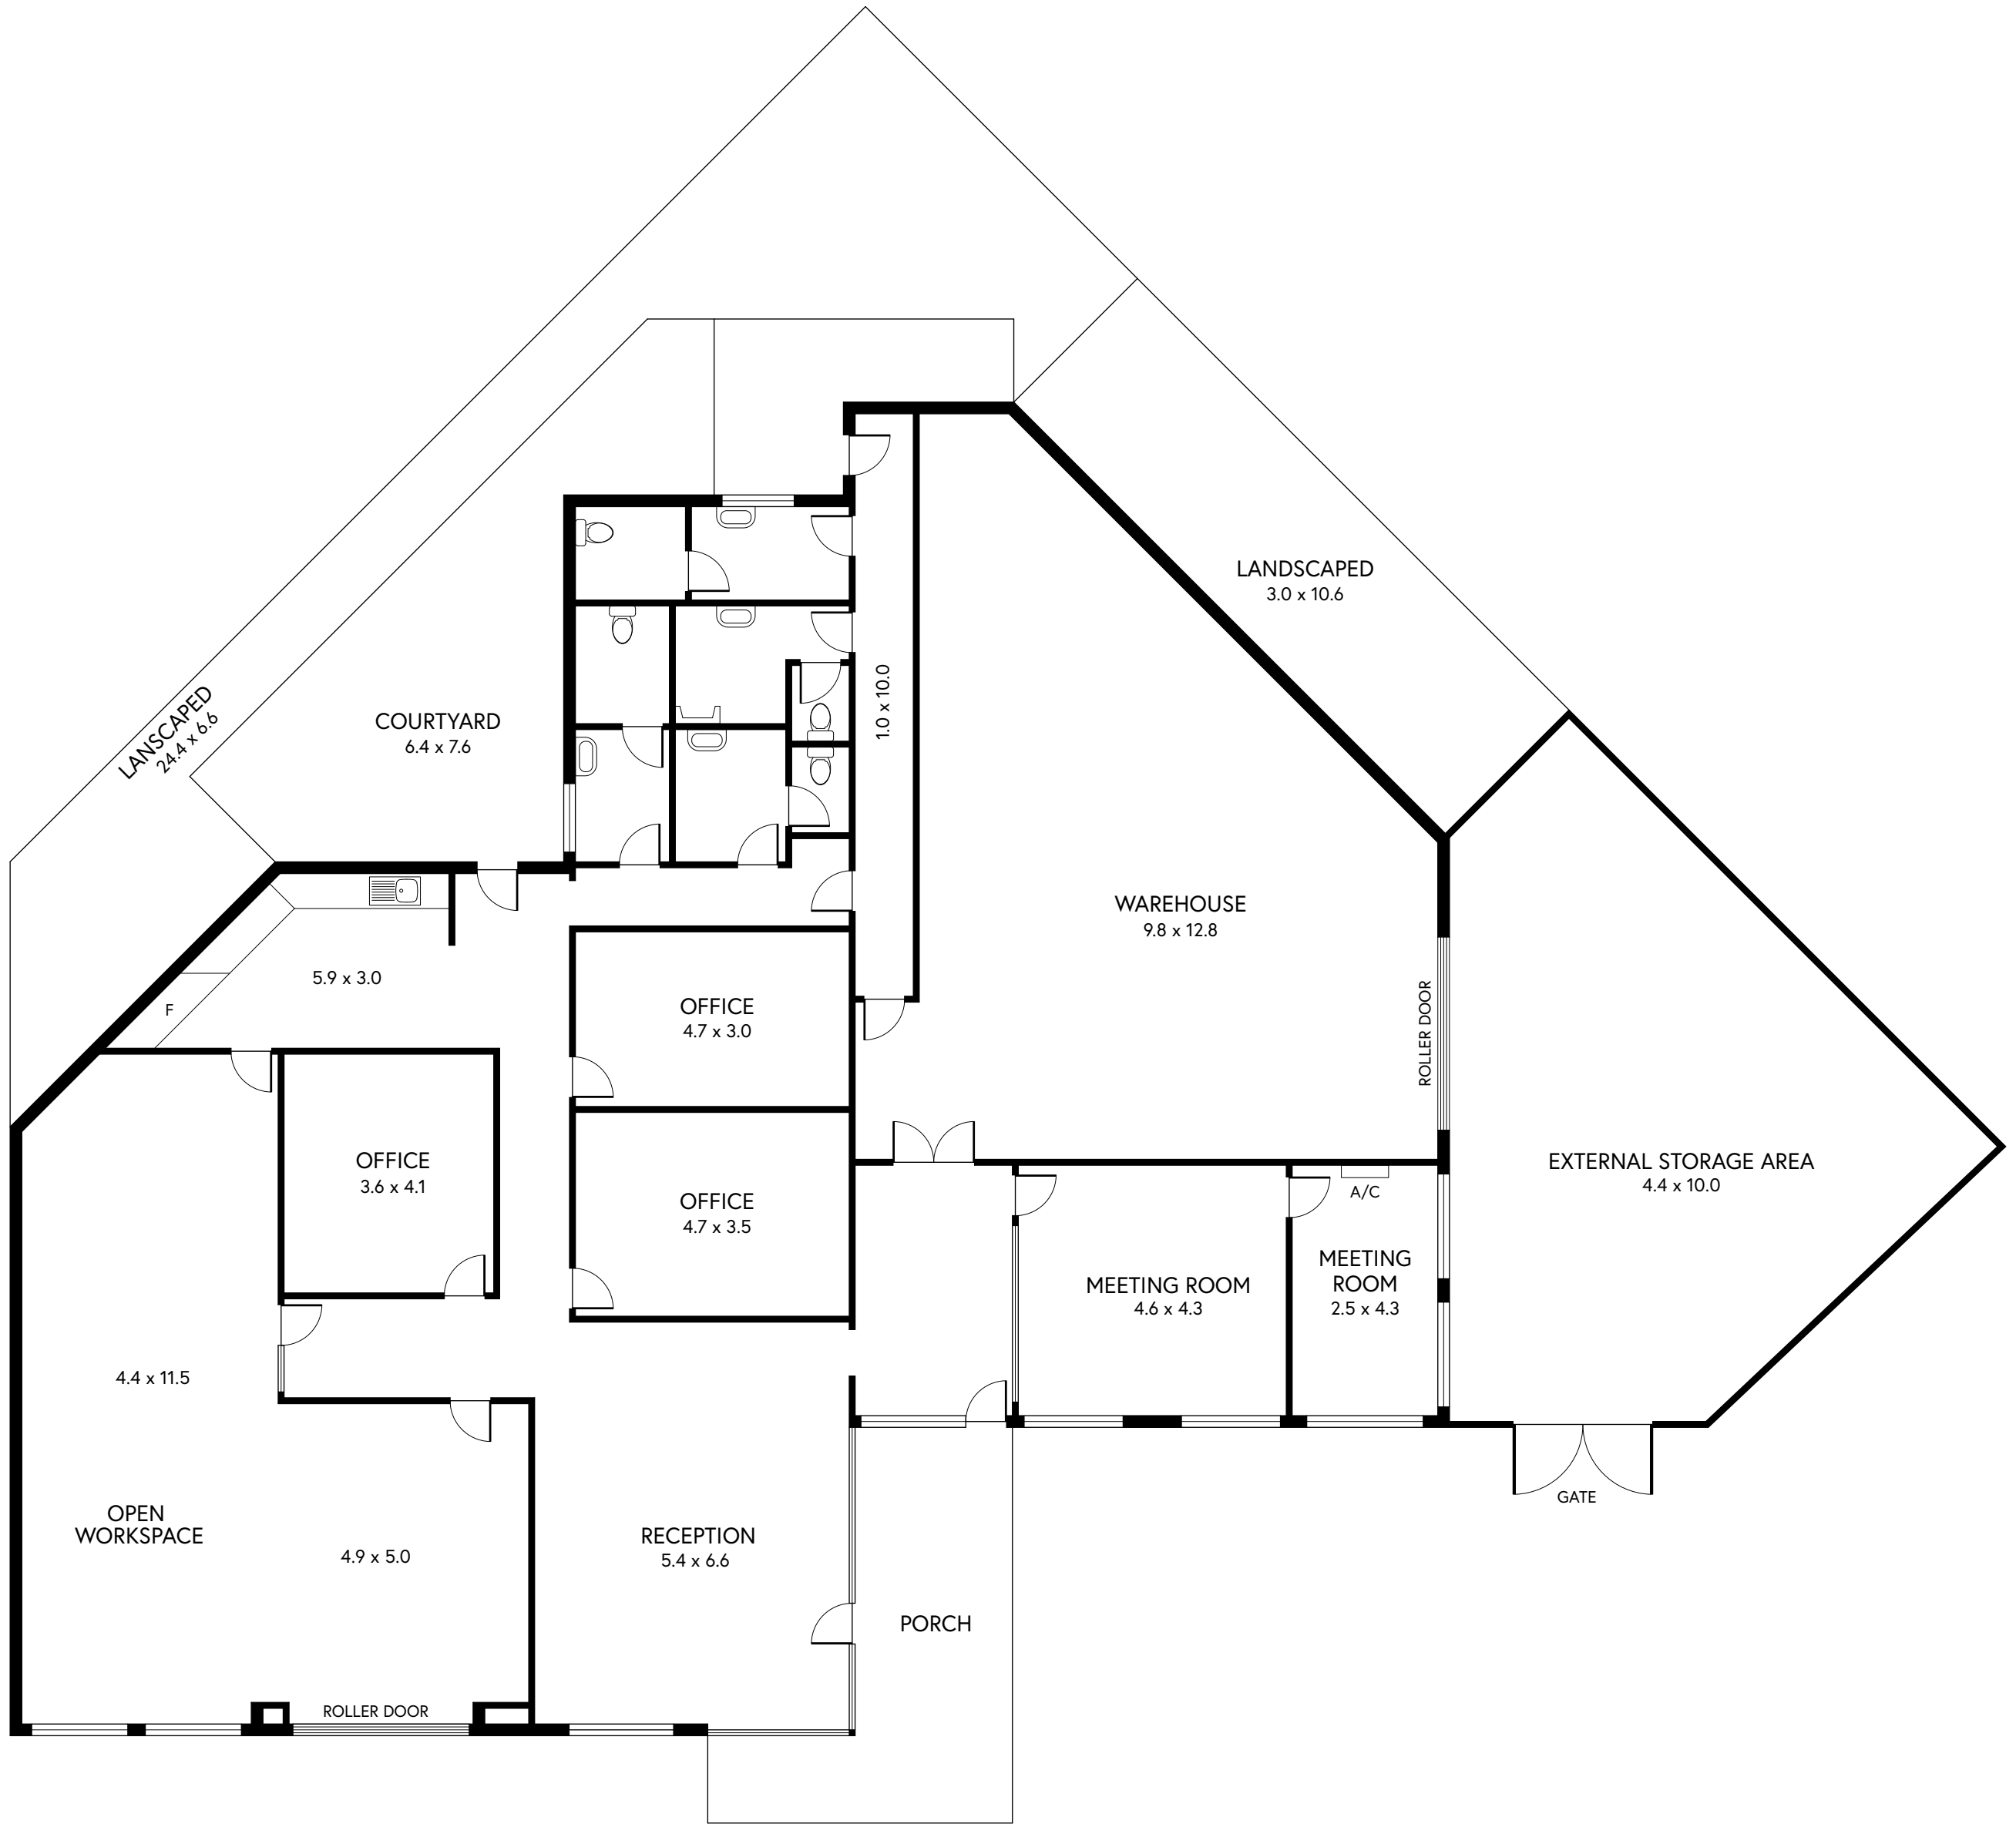 LANDSCAPED
3.0 x 10.6
LANSCAPED
24.4 x 6.6
COURTYARD
6.4 x 7.6
1.0 x 10.0
WAREHOUSE
9.8 x 12.8
5.9 x 3.0
F
OFFICE
4.7 x 3.0
ROLLER DOOR
OFFICE
3.6 x 4.1
OFFICE
4.7 x 3.5
A/C
EXTERNAL STORAGE AREA
4.4 x 10.0
MEETING ROOM
4.6 x 4.3
MEETING
ROOM
2.5 x 4.3
4.4 x 11.5
GATE
OPEN
WORKSPACE
4.9 x 5.0
RECEPTION
5.4 x 6.6
PORCH
ROLLER DOOR